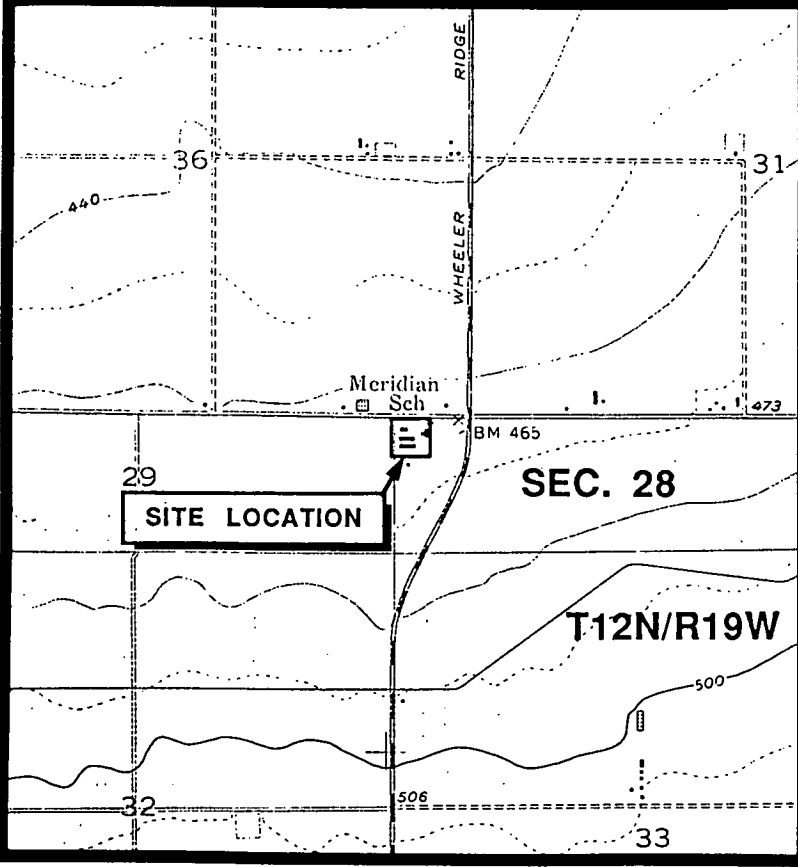 RIDGE
36
31
440
WHEELER
Meridian
Sch
473
BM 465
29
SEC. 28
SITE LOCATION
T12N/R19W
500
506
32
33